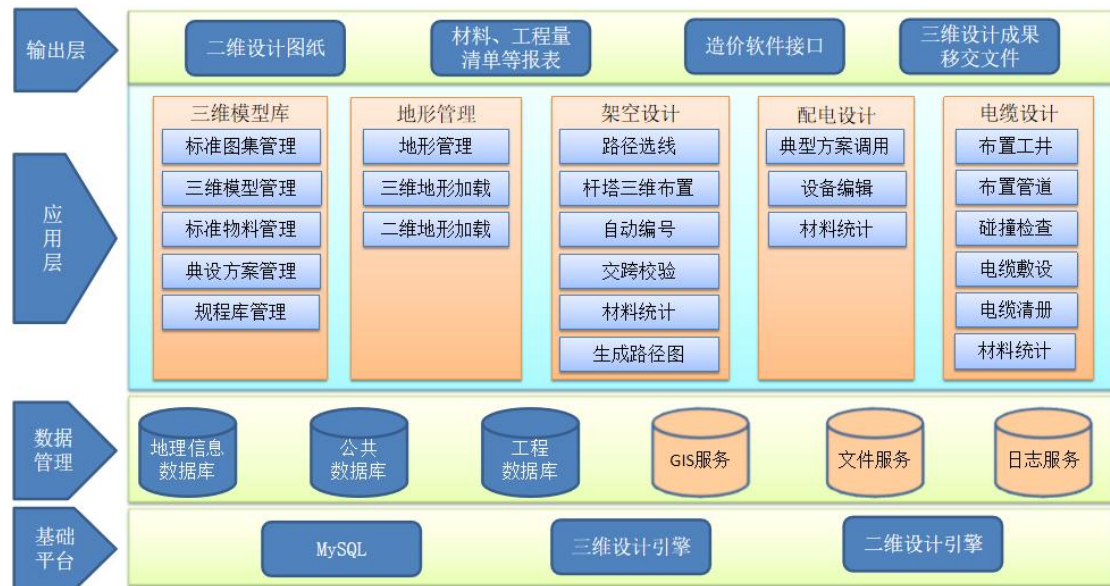 输出层
二维设计图纸
材料、工程量
清单等报表
造价软件接口
三维设计成果
移交文件
应
用
层
三维模型库
标准图集管理
三维模型管理
标准物料管理
典设方案管理
规程库管理
地形管理
地形管理
三维地形加载
二维地形加载
架空设计
路径选线
杆塔三维布置
自动编号
交跨校验
材料统计
生成路径图
配电设计
典型方案调用
设备编辑
材料统计
电缆设计
布置工井
布置管道
碰撞检查
电缆敷设
电缆清册
材料统计
数据
管理
地理信息
数据库
公共
数据库
工程
数据库
GIS服务
文件服务
日志服务
基础
平台
MySQL
三维设计引擎
二维设计引擎